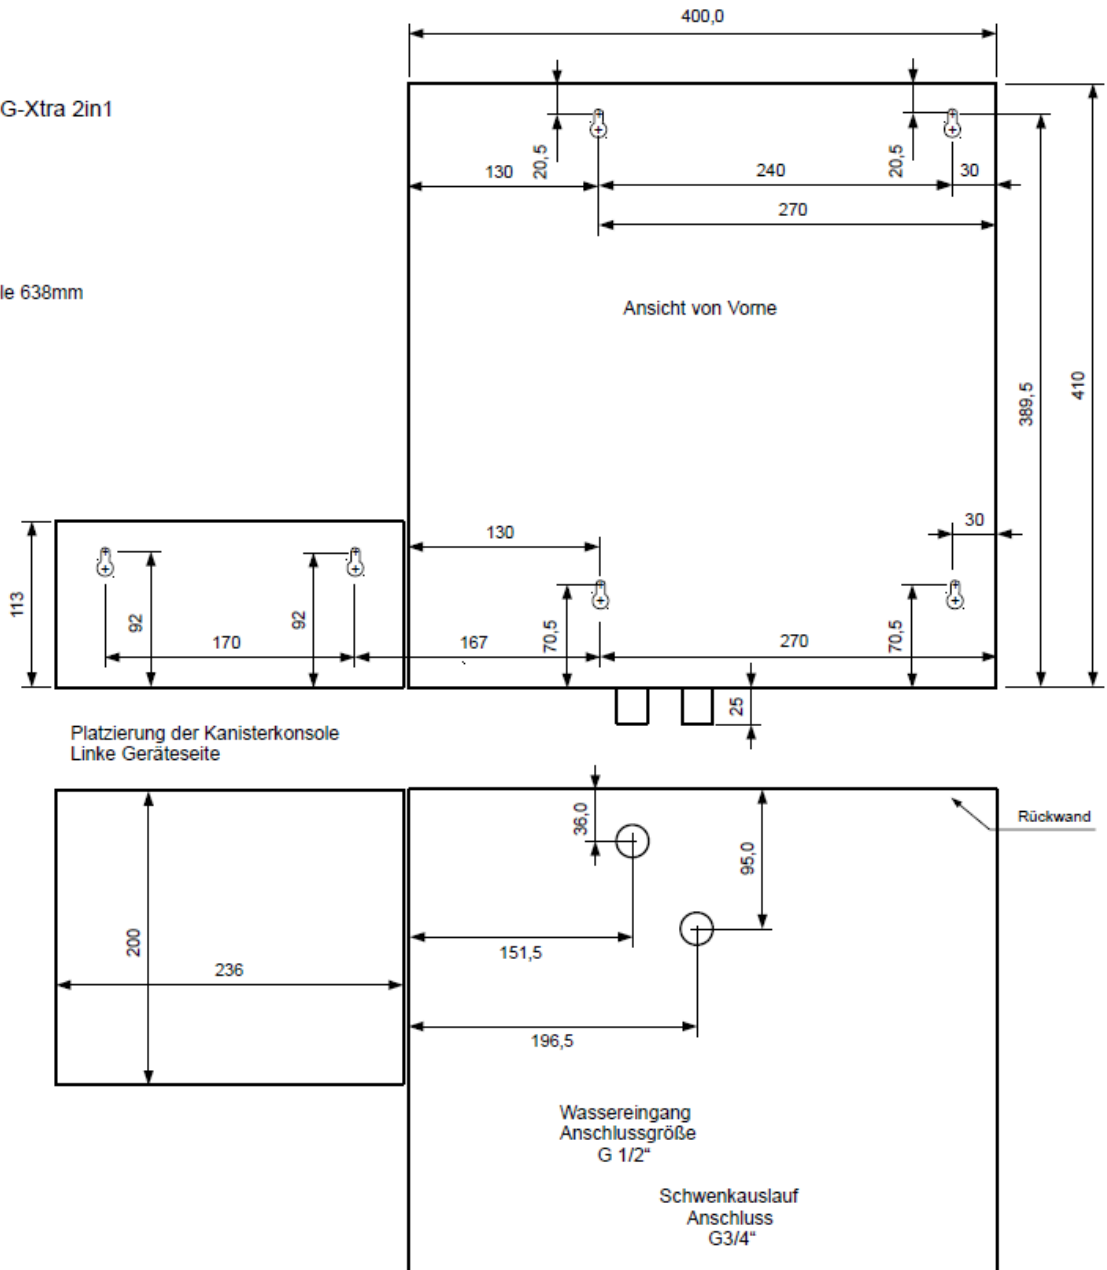 400,0
G-Xtra 2in1
20,5
20,5
130
240
30
270
le 638mm
Ansicht von Vorne
389,5
410
130
30
113
92
92
70,5
70,5
170
167
270
25
Platzierung der Kanisterkonsole
Linke Geräteseite
36,0
95,0
Rückwand
200
151,5
236
196,5
Wassereingang
Anschlussgröße
G 1/2“
Schwenkauslauf
Anschluss
G3/4“